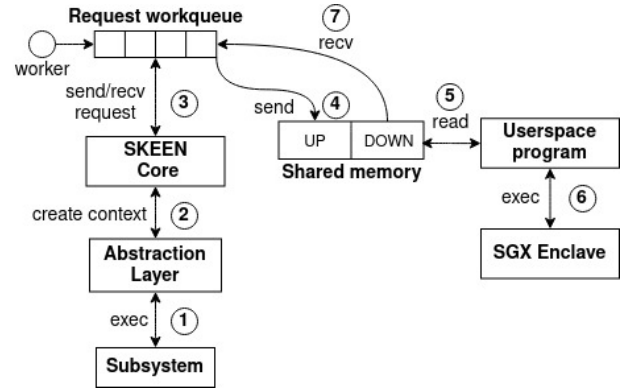 Request workqueue
7
recv
worker
send/recv
request
3
send
4
5
read
UP
DOWN
Shared memory
Userspace
program
SKEEN
Core
exec
6
create context
2
SGX Enclave
Abstraction
Layer
exec
1
Subsystem